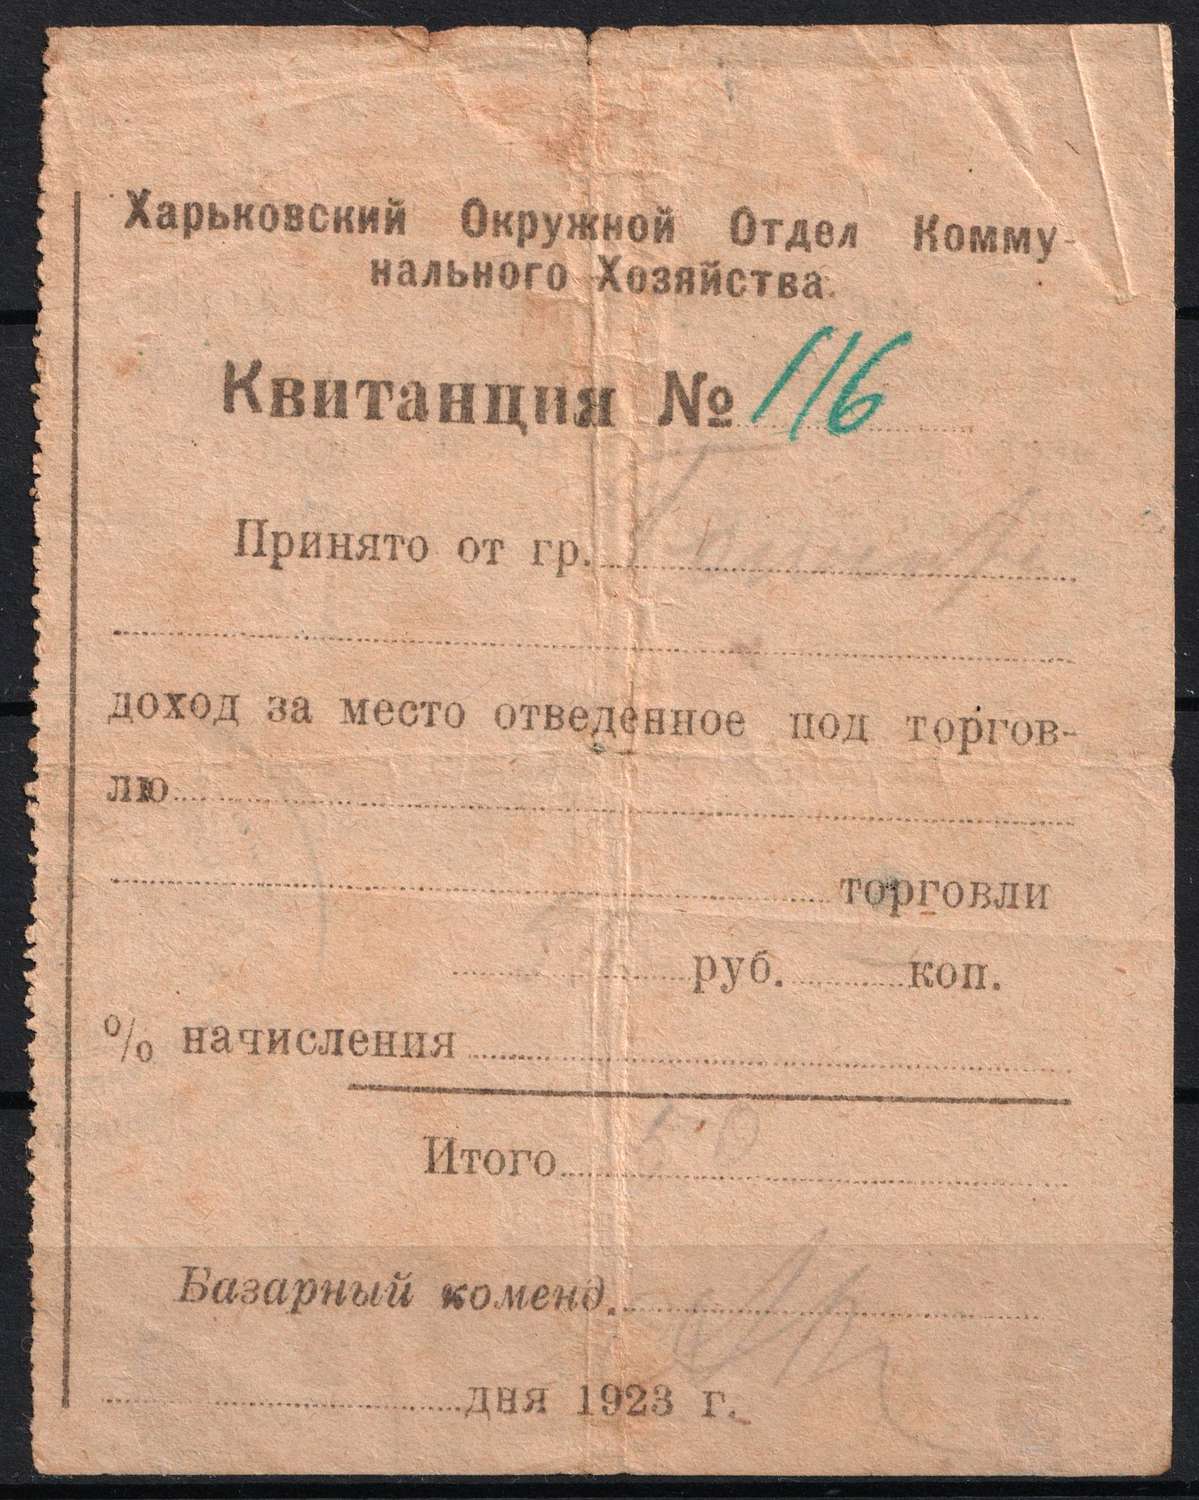 Харьковский Окружной Отдел Комму-
нального Хозяйства.
Квитанция № 116
Принято от гр.
доход за место отведенное под торгов-
лю
торговли
руб. коп.
% начисления
Итого 50
Базарный коменд.
дня 1923 г.